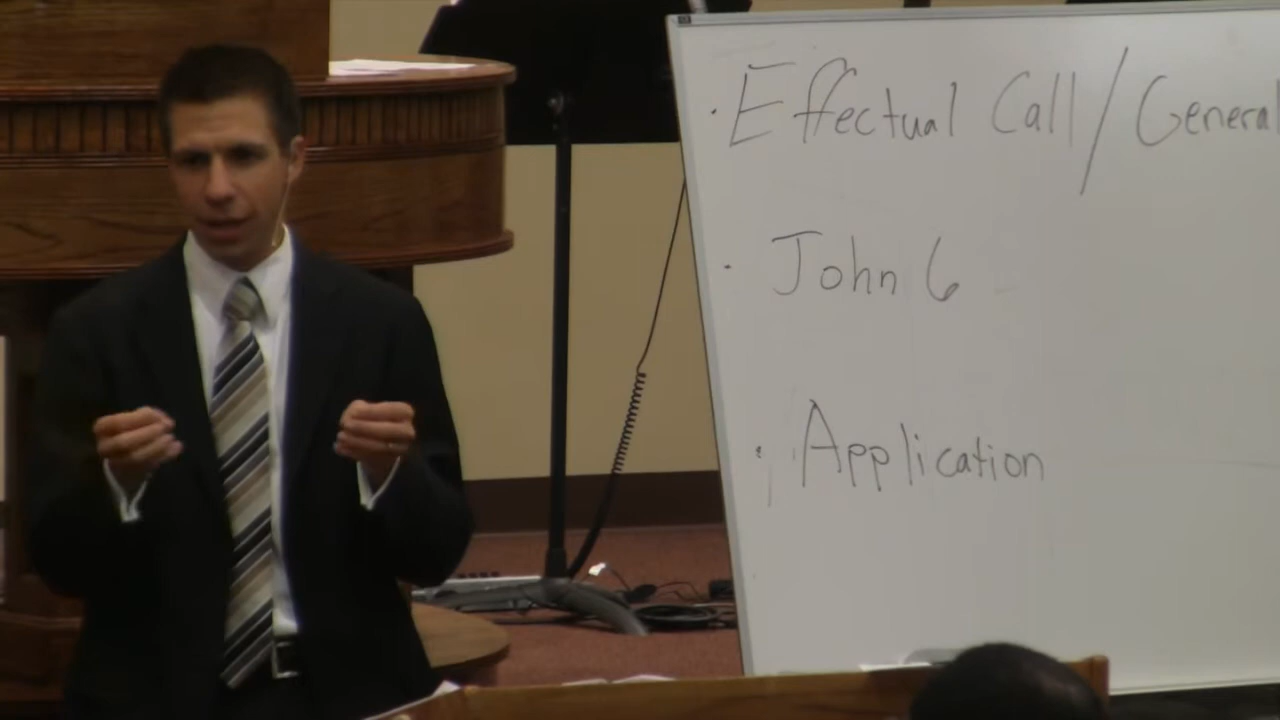 · Effectual Call / General
· John 6
· Application